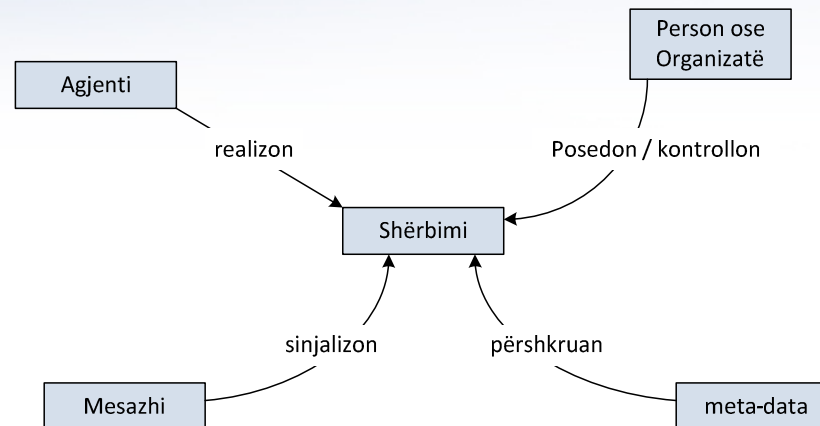 Person ose
Organizatë
Agjenti
realizon
Posedon / kontrollon
Shërbimi
sinjalizon
përshkruan
Mesazhi
meta-data